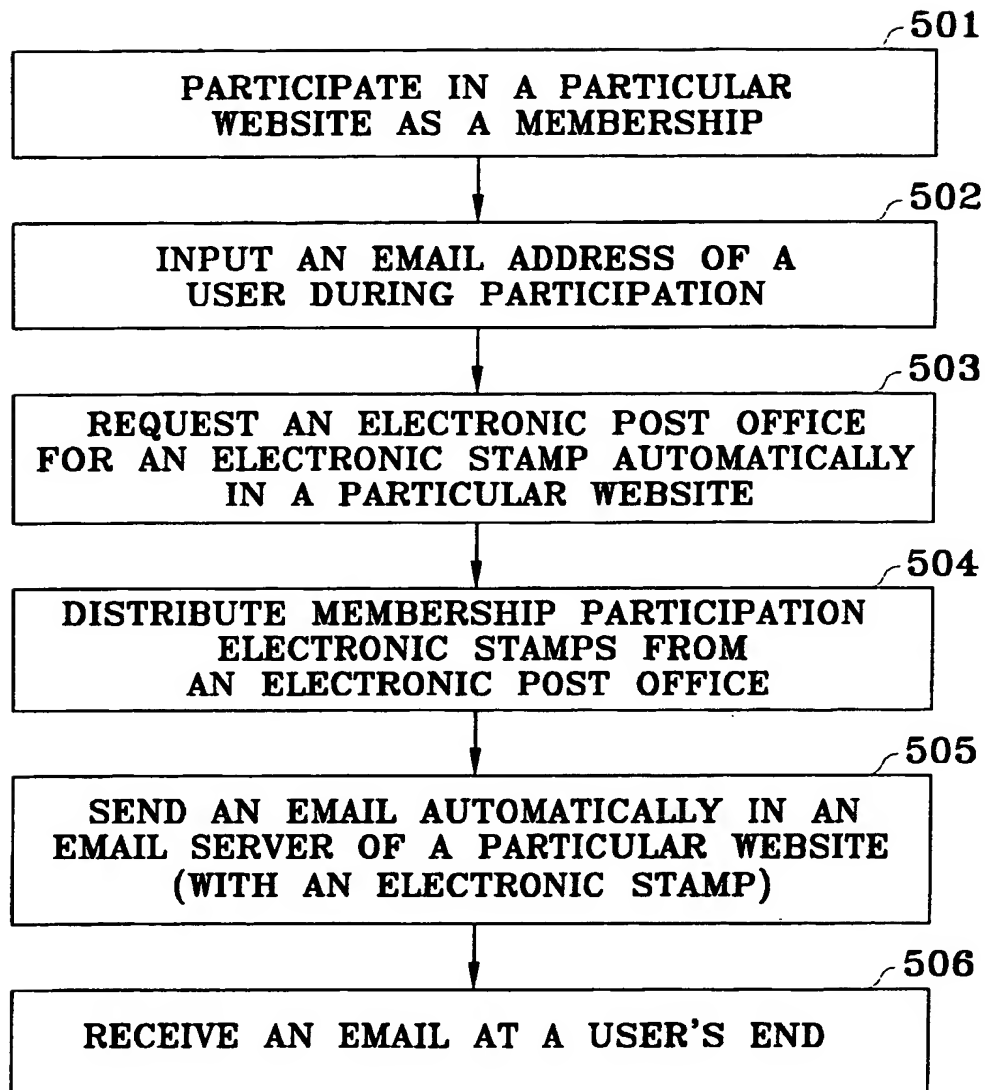 501
PARTICIPATE IN A PARTICULAR
WEBSITE AS A MEMBERSHIP
502
INPUT AN EMAIL ADDRESS OF A
USER DURING PARTICIPATION
503
REQUEST AN ELECTRONIC POST OFFICE
FOR AN ELECTRONIC STAMP AUTOMATICALLY
IN A PARTICULAR WEBSITE
504
DISTRIBUTE MEMBERSHIP PARTICIPATION
ELECTRONIC STAMPS FROM
AN ELECTRONIC POST OFFICE
505
SEND AN EMAIL AUTOMATICALLY IN AN
EMAIL SERVER OF A PARTICULAR WEBSITE
(WITH AN ELECTRONIC STAMP)
506
RECEIVE AN EMAIL AT A USER'S END